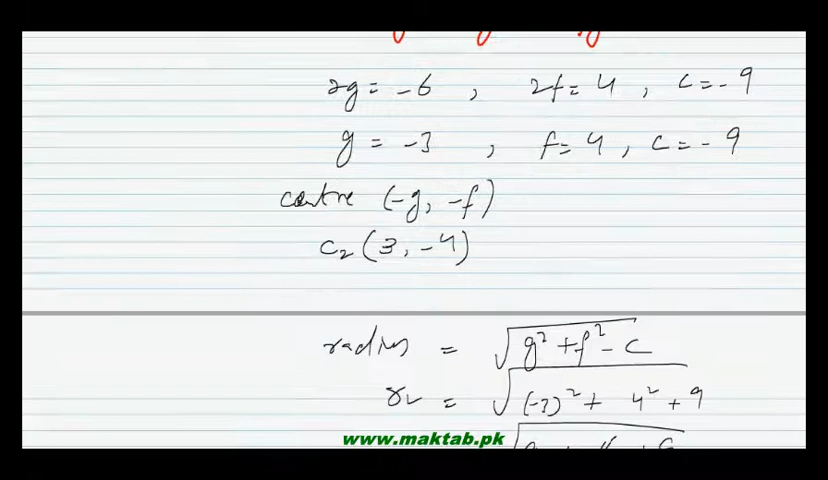 2g = -6 , 2f = 4 , c = -9
g = -3 , f = 4 , c = -9
centre (-g, -f)
C₂ (3, -4)
radius = √(g² + f² - c)
r₂ = √((-3)² + 4² + 9)
www.maktab.pk